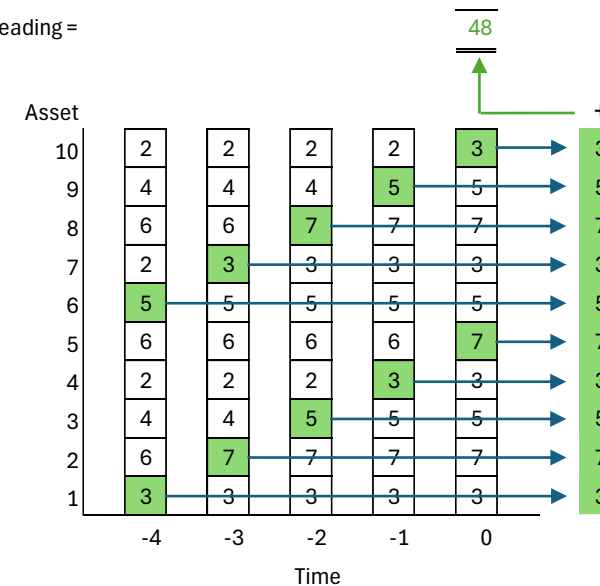 eading =
48
Asset
10 2 2 2 2 3
9 4 4 4 5 5
8 6 6 7 7 7
7 2 3 3 3 3
6 5 5 5 5 5
5 6 6 6 6 7
4 2 2 2 3 3
3 4 4 5 5 5
2 6 7 7 7 7
1 3 3 3 3 3
-4 -3 -2 -1 0
Time